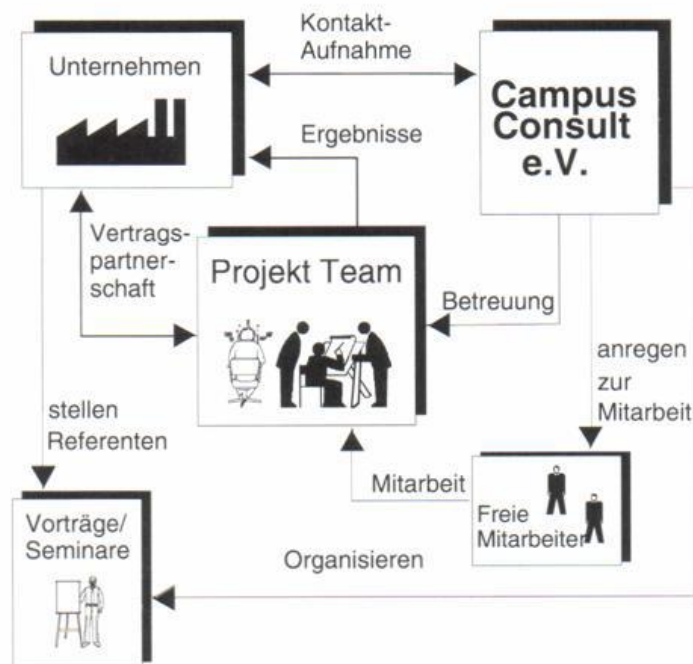 Kontakt-
Aufnahme
Unternehmen
Campus
Consult
e.V.
Ergebnisse
Vertrags-
partner-
schaft
Projekt Team
Betreuung
anregen
zur
Mitarbeit
stellen
Referenten
Mitarbeit
Freie
Mitarbeiter
Vorträge/
Seminare
Organisieren